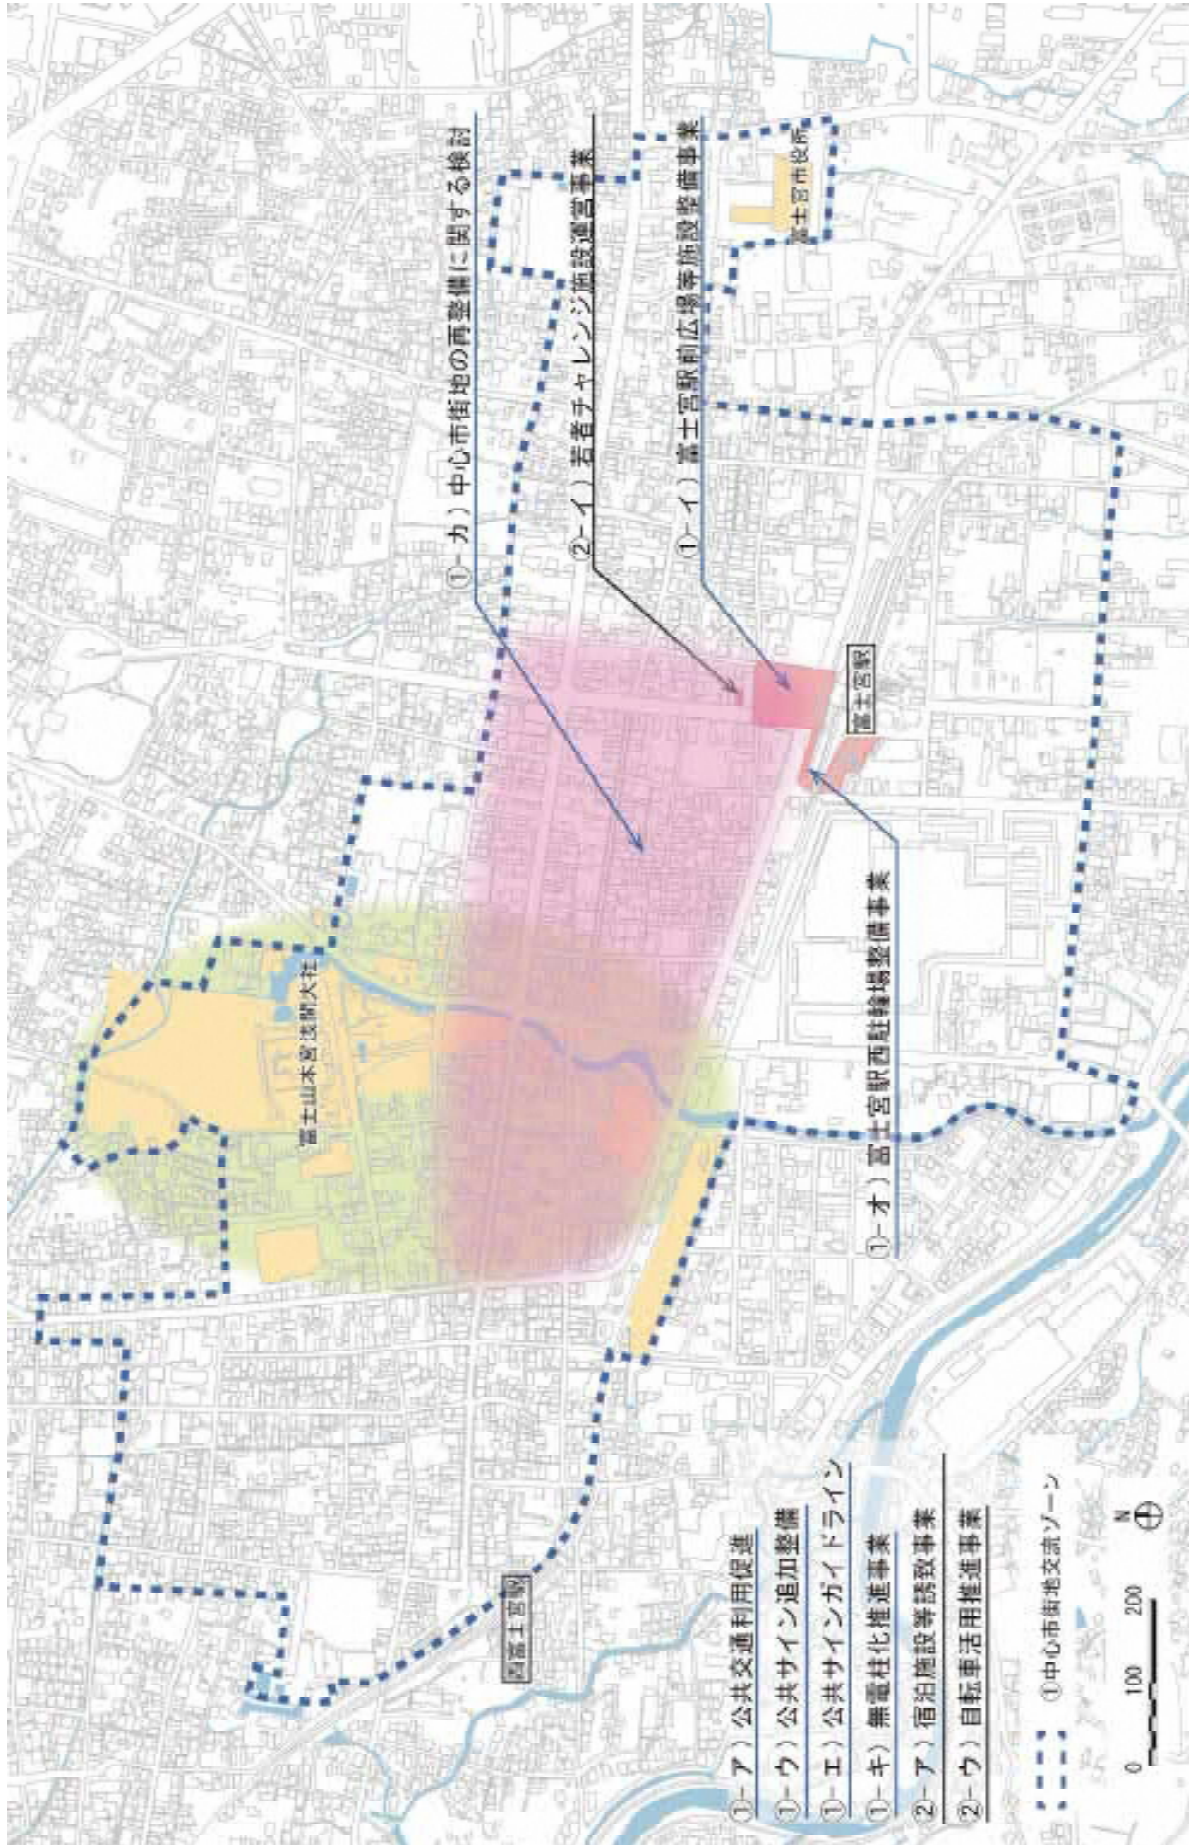 ①-カ）中心市街地の再整備に関する検討
②-イ）若者チャレンジ施設運営事業
①-イ）富士宮駅前広場等施設整備事業
富士宮市役所
富士宮駅
富士山本宮浅間大社
①-オ）富士宮駅西駐輪場整備事業
西富士宮駅
①-ア）公共交通利用促進
①-ウ）公共サイン追加整備
①-エ）公共サインガイドライン
①-キ）無電柱化推進事業
②-ア）宿泊施設等誘致事業
②-ウ）自転車活用推進事業
①中心市街地交流ゾーン
0 100 200
N